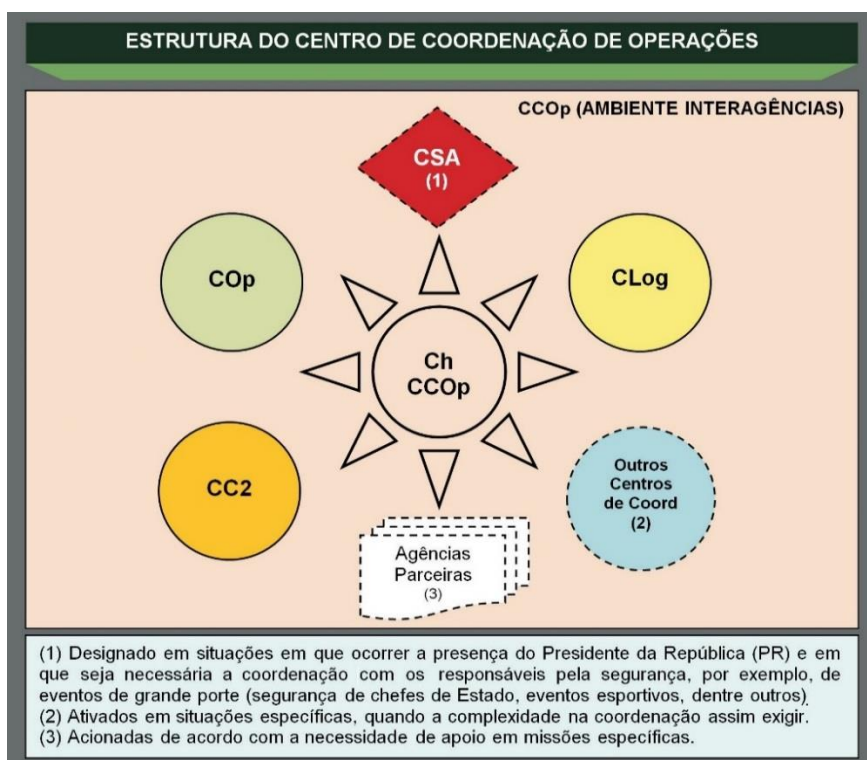 ESTRUTURA DO CENTRO DE COORDENAÇÃO DE OPERAÇÕES
CCOp (AMBIENTE INTERAGÊNCIAS)
CSA
(1)
COp
CLog
Ch
CCOp
CC2
Outros
Centros
de Coord
(2)
Agências
Parceiras
(3)
(1) Designado em situações em que ocorrer a presença do Presidente da República (PR) e em
que seja necessária a coordenação com os responsáveis pela segurança, por exemplo, de
eventos de grande porte (segurança de chefes de Estado, eventos esportivos, dentre outros).
(2) Ativados em situações específicas, quando a complexidade na coordenação assim exigir.
(3) Acionadas de acordo com a necessidade de apoio em missões específicas.